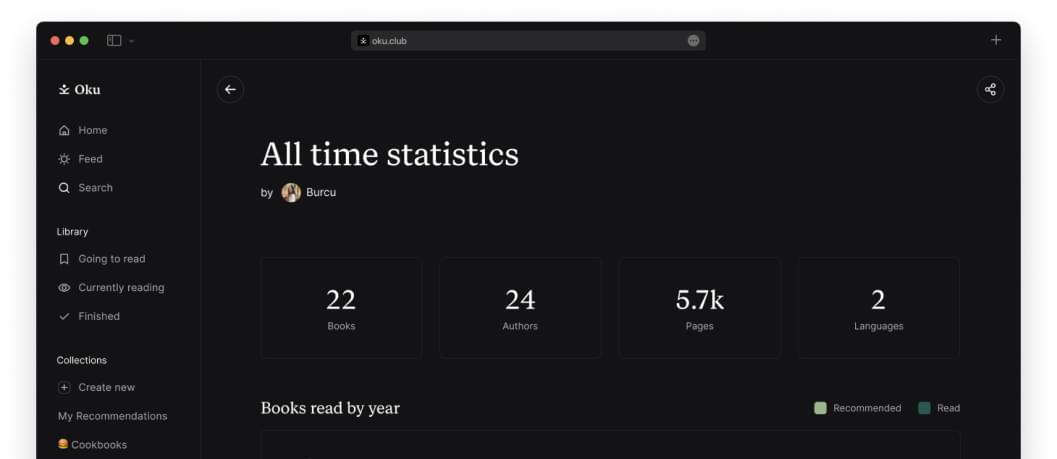 oku.club
Oku
Home
Feed
Search
Library
Going to read
Currently reading
Finished
Collections
Create new
My Recommendations
Cookbooks
All time statistics
by Burcu
22
Books
24
Authors
5.7k
Pages
2
Languages
Books read by year
Recommended
Read